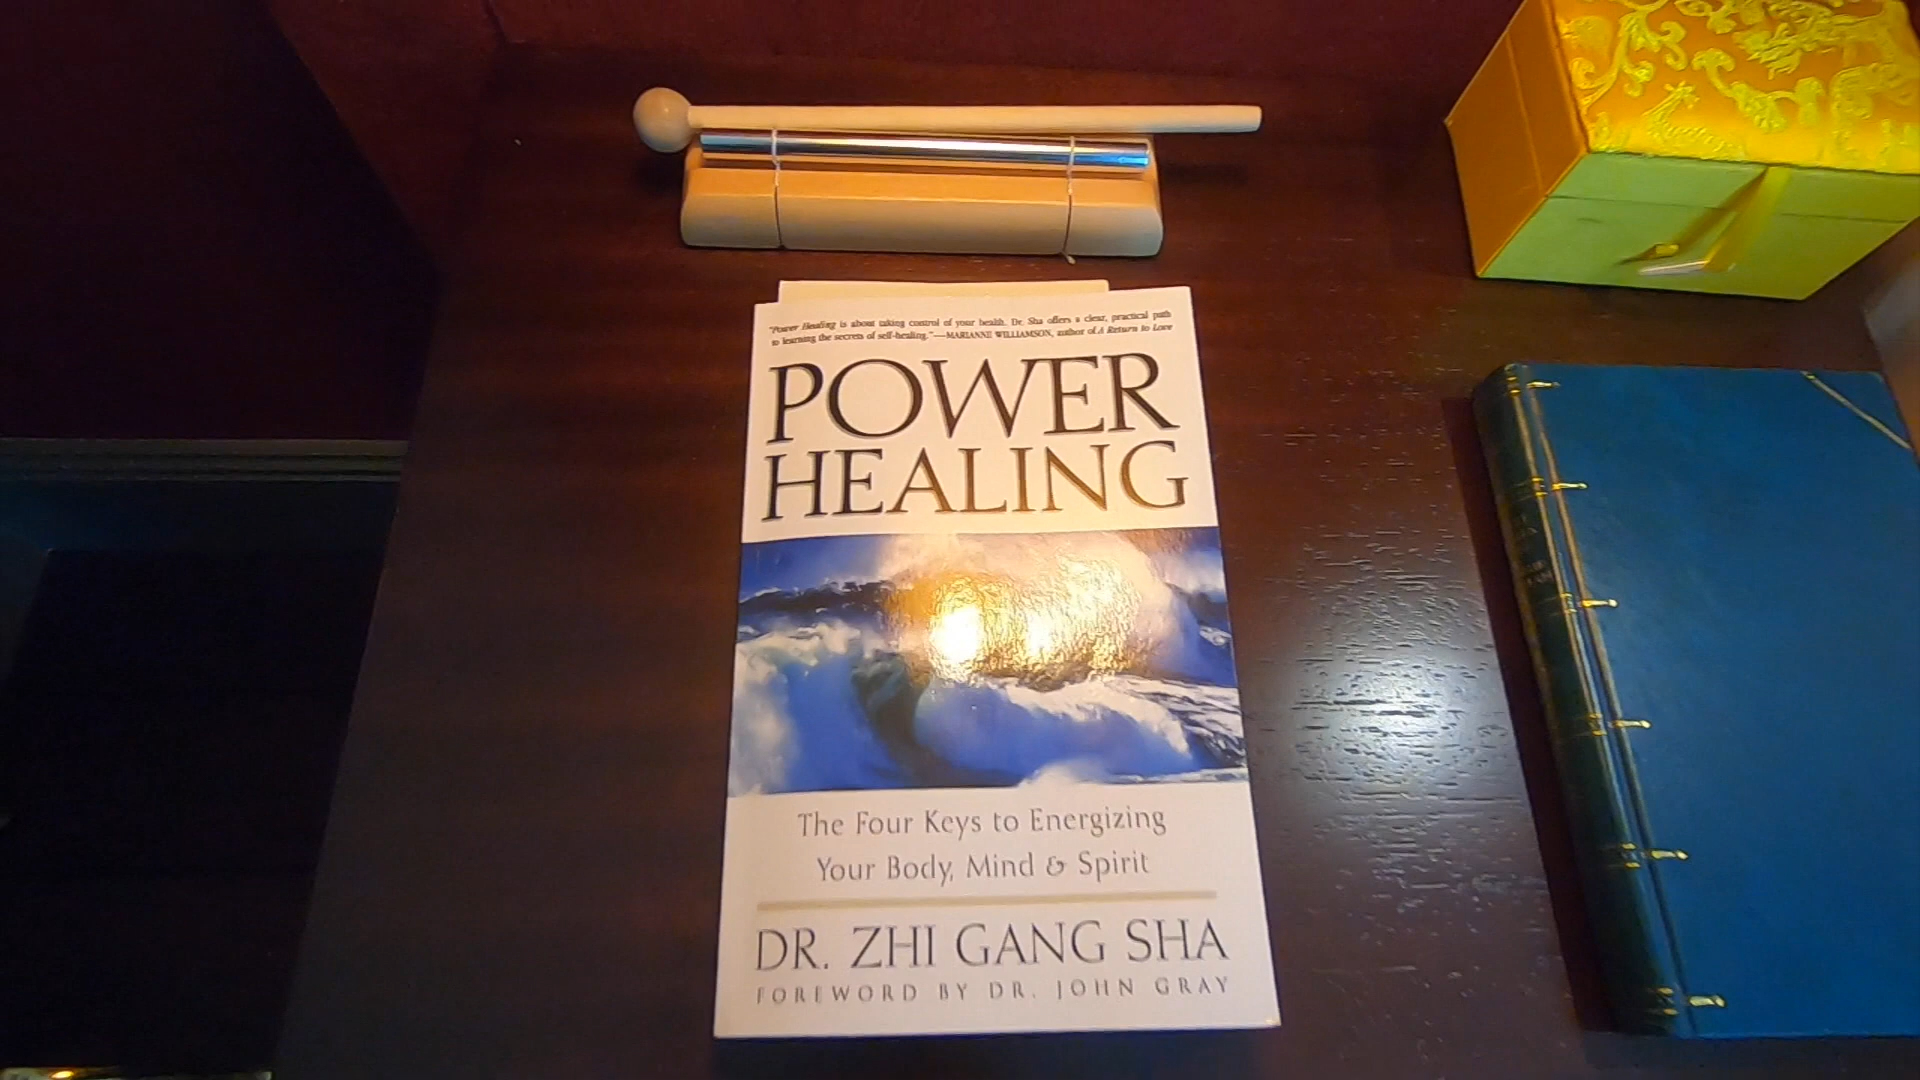 "Power Healing is about taking control of your health. Dr. Sha offers a clear, practical path
to learning the secrets of self-healing."—MARIANNE WILLIAMSON, author of A Return to Love
POWER
HEALING
The Four Keys to Energizing
Your Body, Mind & Spirit
DR. ZHI GANG SHA
FOREWORD BY DR. JOHN GRAY